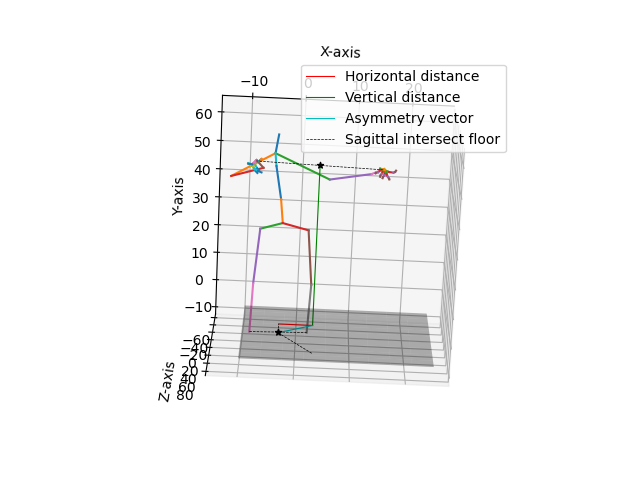 X-axis
−10
0
10
20
Horizontal distance
Vertical distance
Asymmetry vector
Sagittal intersect floor
Y-axis
60
50
40
30
20
10
0
−10
−60
−40
−20
0
20
40
60
80
Z-axis